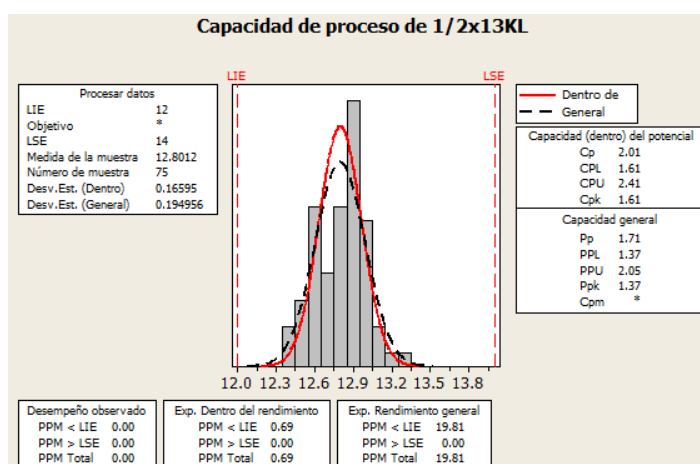 Capacidad de proceso de 1/2x13KL
LIE
LSE
Procesar datos
LIE 12
Objetivo *
LSE 14
Medida de la muestra 12.8012
Número de muestra 75
Desv.Est. (Dentro) 0.16595
Desv.Est. (General) 0.194956
Dentro de
General
Capacidad (dentro) del potencial
Cp 2.01
CPL 1.61
CPU 2.41
Cpk 1.61
Capacidad general
Pp 1.71
PPL 1.37
PPU 2.05
Ppk 1.37
Cpm *
12.0 12.3 12.6 12.9 13.2 13.5 13.8
Desempeño observado
PPM < LIE 0.00
PPM > LSE 0.00
PPM Total 0.00
Exp. Dentro del rendimiento
PPM < LIE 0.69
PPM > LSE 0.00
PPM Total 0.69
Exp. Rendimiento general
PPM < LIE 19.81
PPM > LSE 0.00
PPM Total 19.81